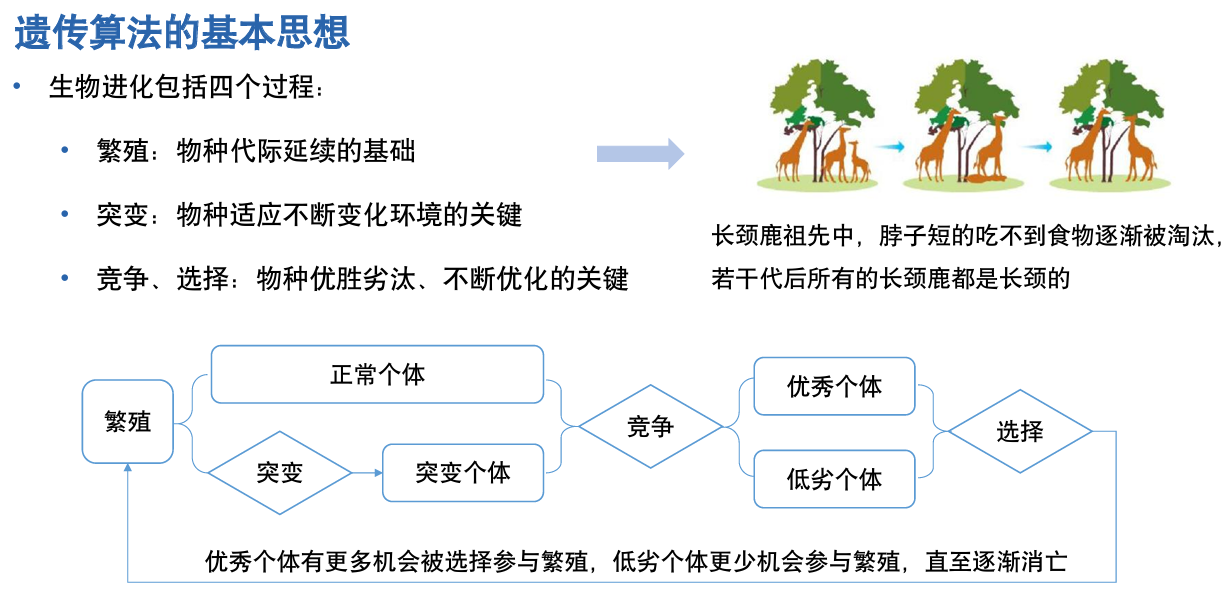 遗传算法的基本思想
• 生物进化包括四个过程：
• 繁殖：物种代际延续的基础
• 突变：物种适应不断变化环境的关键
• 竞争、选择：物种优胜劣汰、不断优化的关键
长颈鹿祖先中，脖子短的吃不到食物逐渐被淘汰，
若干代后所有的长颈鹿都是长颈的
繁殖
正常个体
突变
突变个体
竞争
优秀个体
低劣个体
选择
优秀个体有更多机会被选择参与繁殖，低劣个体更少机会参与繁殖，直至逐渐消亡